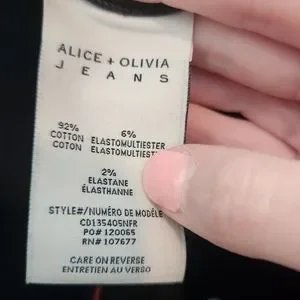 ALICE + OLIVIA
JEANS
92% 6%
COTTON ELASTOMULTIESTER
COTON ELASTOMULTIESTER
2%
ELASTANE
ÉLASTHANNE
STYLE#/NUMÉRO DE MODÈLE
CD135405NFR
PO# 120065
RN# 107677
CARE ON REVERSE
ENTRETIEN AU VERSO